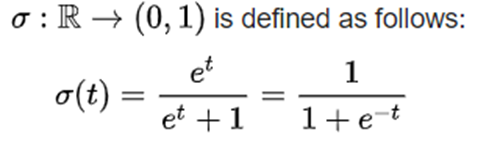 σ : ℝ → (0, 1) is defined as follows:
σ(t) = e^t / (e^t + 1) = 1 / (1 + e^−t)